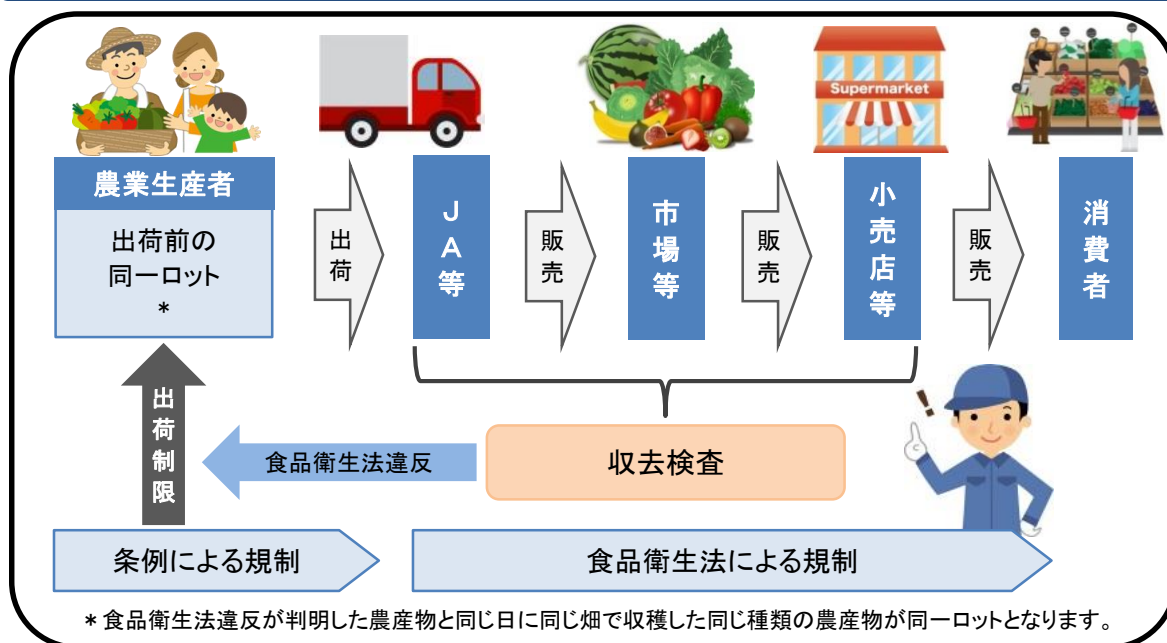 Supermarket
農業生産者
出荷前の
同一ロット
*
出荷
JA等
販売
市場等
販売
小売店等
販売
消費者
出荷制限
食品衛生法違反
収去検査
条例による規制
食品衛生法による規制
*食品衛生法違反が判明した農産物と同じ日に同じ畑で収穫した同じ種類の農産物が同一ロットとなります。